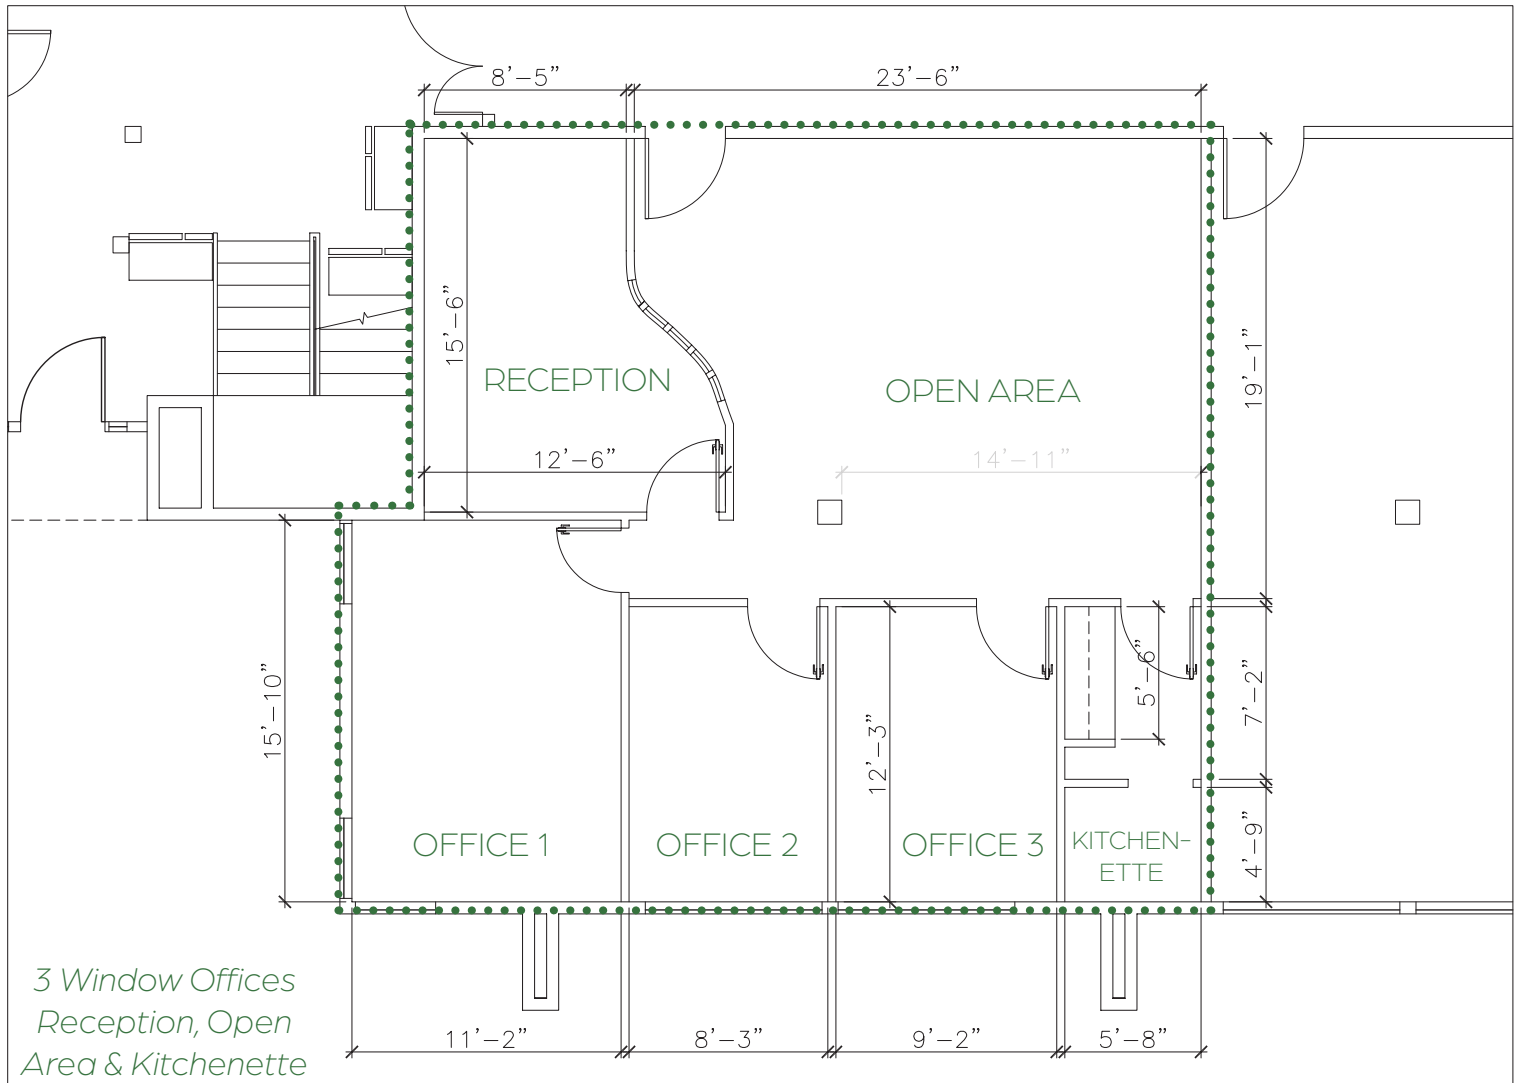 8’-5”
23’-6”
15’-6”
RECEPTION
OPEN AREA
19’-1”
12’-6”
14’-11”
15’-10”
12’-3”
5’-6”
7’-2”
OFFICE 1
OFFICE 2
OFFICE 3
KITCHEN-
ETTE
4’-9”
3 Window Offices
Reception, Open
Area & Kitchenette
11’-2”
8’-3”
9’-2”
5’-8”